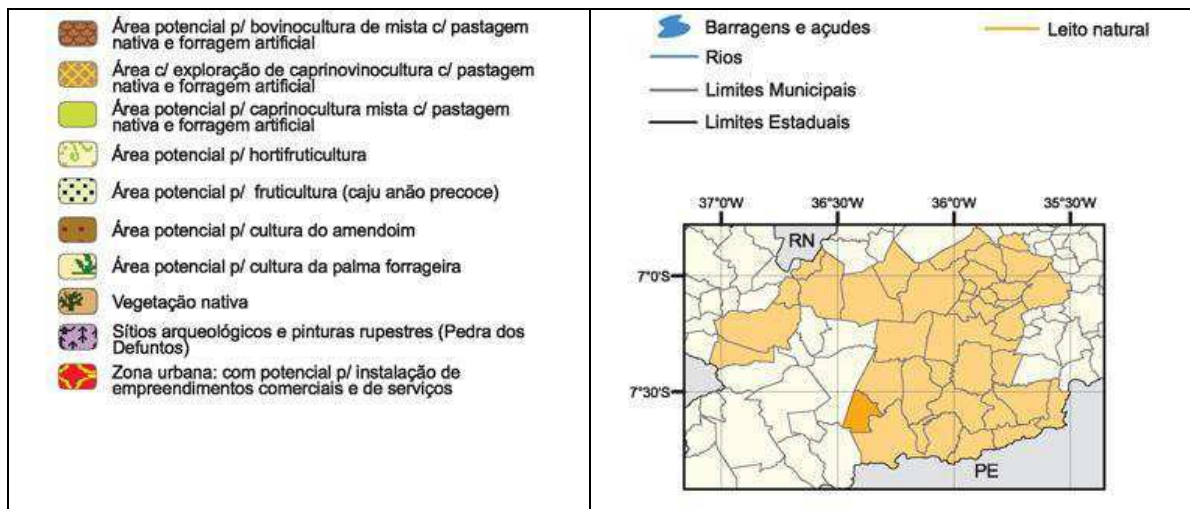 Área potencial p/ bovinocultura de mista c/ pastagem
nativa e forragem artificial
Área c/ exploração de caprinovinocultura c/ pastagem
nativa e forragem artificial
Área potencial p/ caprinocultura mista c/ pastagem
nativa e forragem artificial
Área potencial p/ hortifruticultura
Área potencial p/ fruticultura (caju anão precoce)
Área potencial p/ cultura do amendoim
Área potencial p/ cultura da palma forrageira
Vegetação nativa
Sítios arqueológicos e pinturas rupestres (Pedra dos
Defuntos)
Zona urbana: com potencial p/ instalação de
empreendimentos comerciais e de serviços
Barragens e açudes
Leito natural
Rios
Limites Municipais
Limites Estaduais
37°0'W 36°30'W 36°0'W 35°30'W
RN
7°0'S
7°30'S
PE